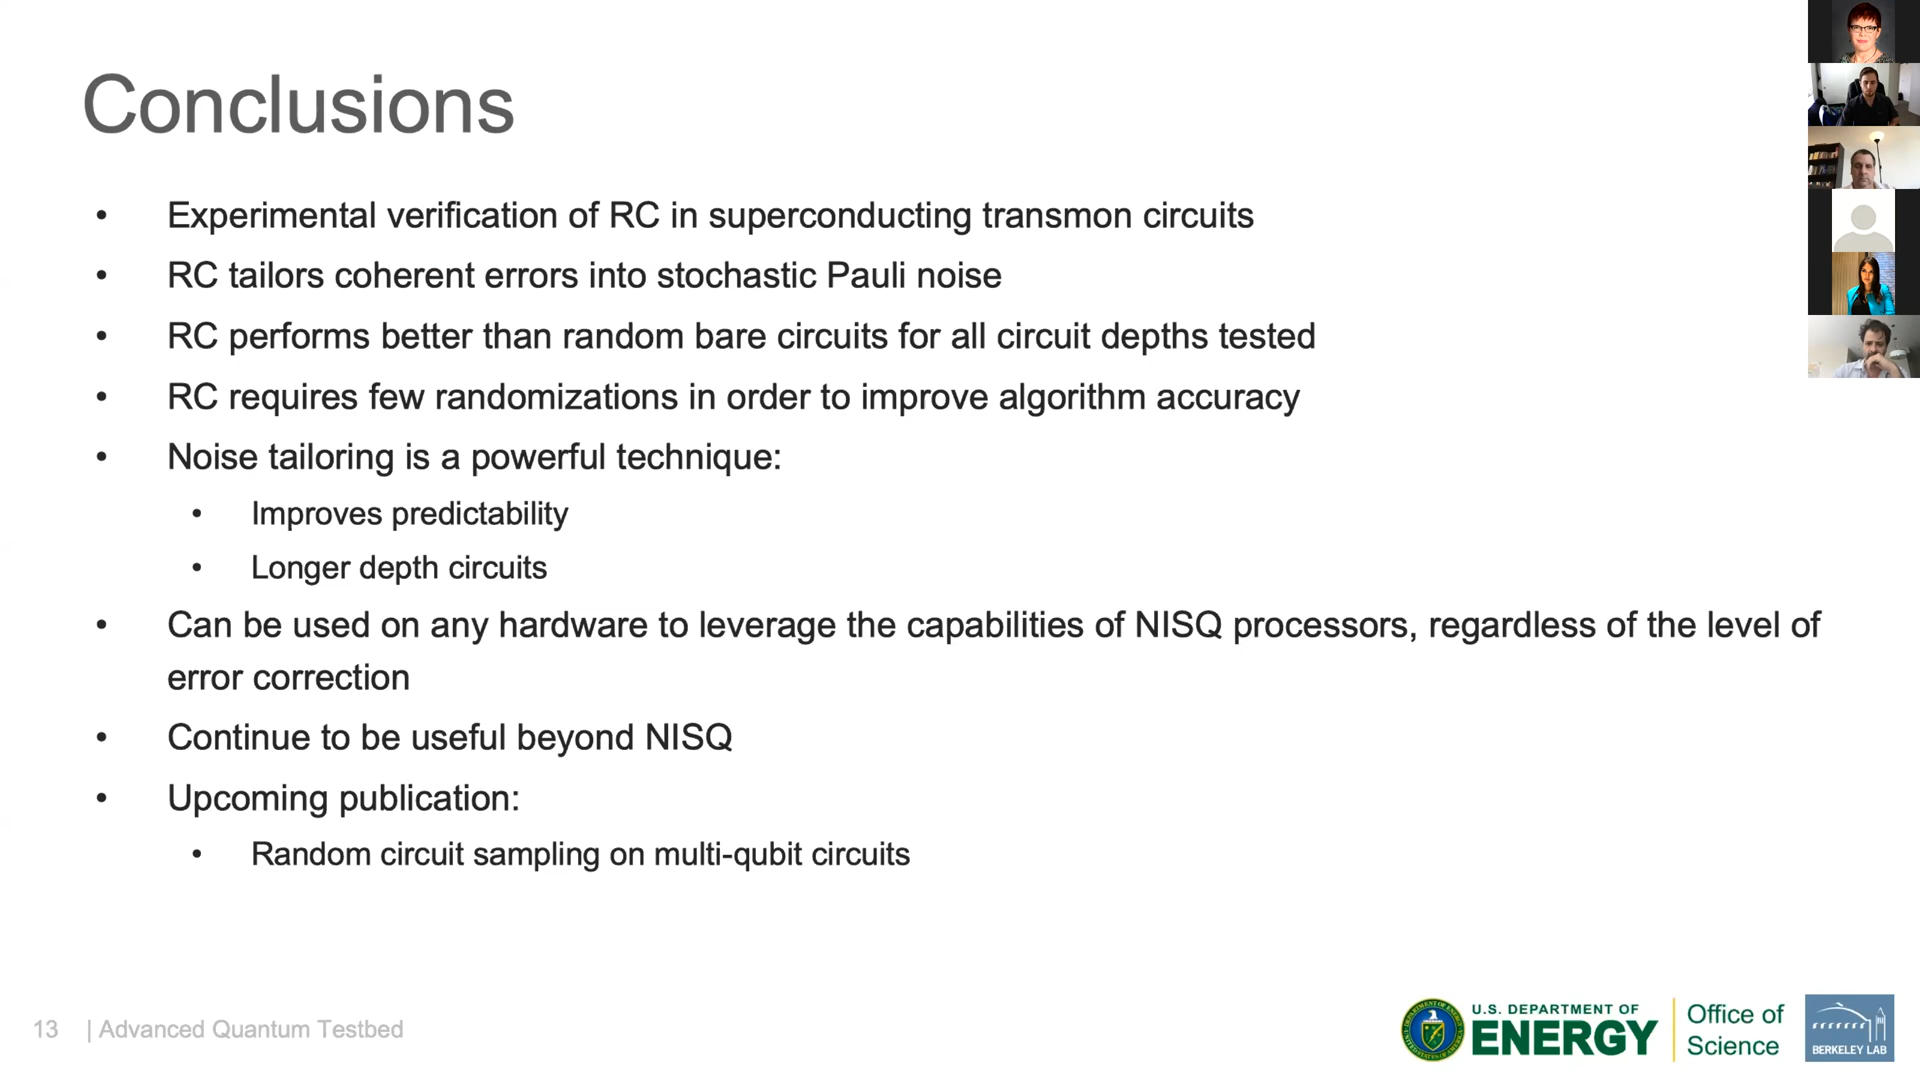 Conclusions
• Experimental verification of RC in superconducting transmon circuits
• RC tailors coherent errors into stochastic Pauli noise
• RC performs better than random bare circuits for all circuit depths tested
• RC requires few randomizations in order to improve algorithm accuracy
• Noise tailoring is a powerful technique:
• Improves predictability
• Longer depth circuits
• Can be used on any hardware to leverage the capabilities of NISQ processors, regardless of the level of
error correction
• Continue to be useful beyond NISQ
• Upcoming publication:
• Random circuit sampling on multi-qubit circuits
13 | Advanced Quantum Testbed
U.S. DEPARTMENT OF
ENERGY
Office of
Science
BERKELEY LAB